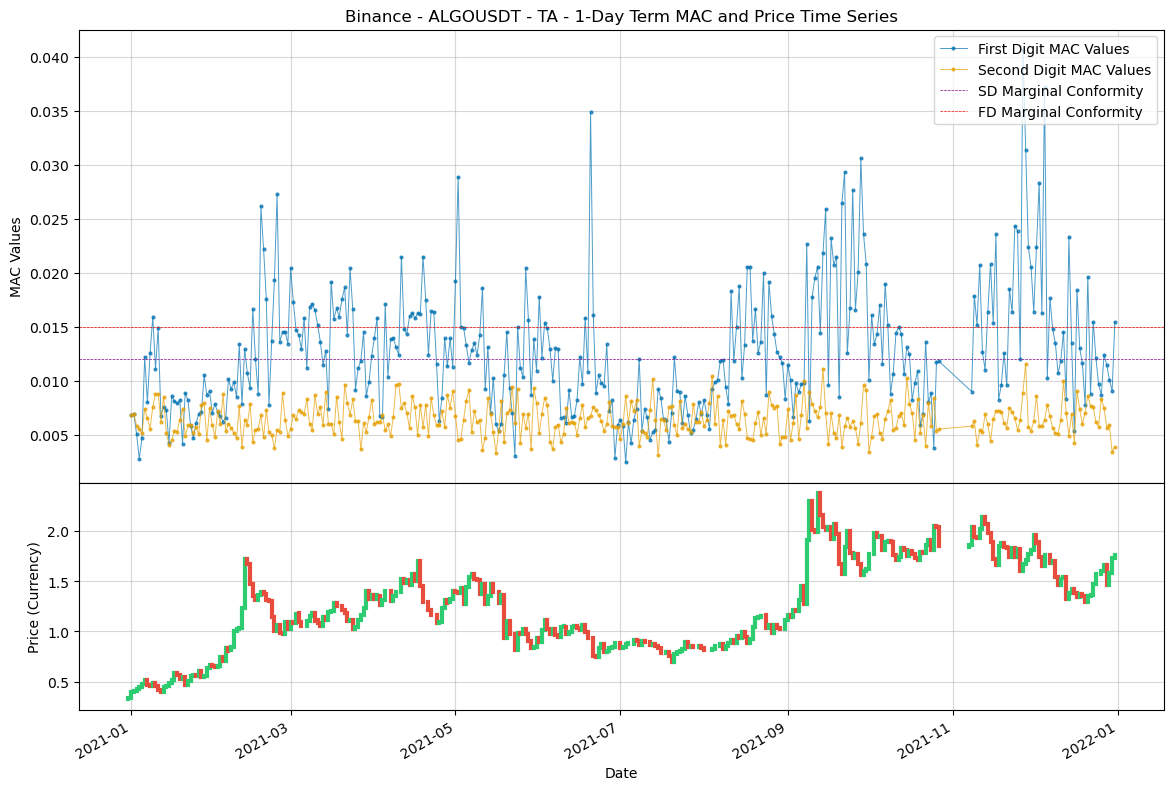 Binance - ALGOUSDT - TA - 1-Day Term MAC and Price Time Series
First Digit MAC Values
Second Digit MAC Values
SD Marginal Conformity
FD Marginal Conformity
MAC Values
0.040
0.035
0.030
0.025
0.020
0.015
0.010
0.005
Price (Currency)
2.0
1.5
1.0
0.5
2021-01
2021-03
2021-05
2021-07
2021-09
2021-11
2022-01
Date